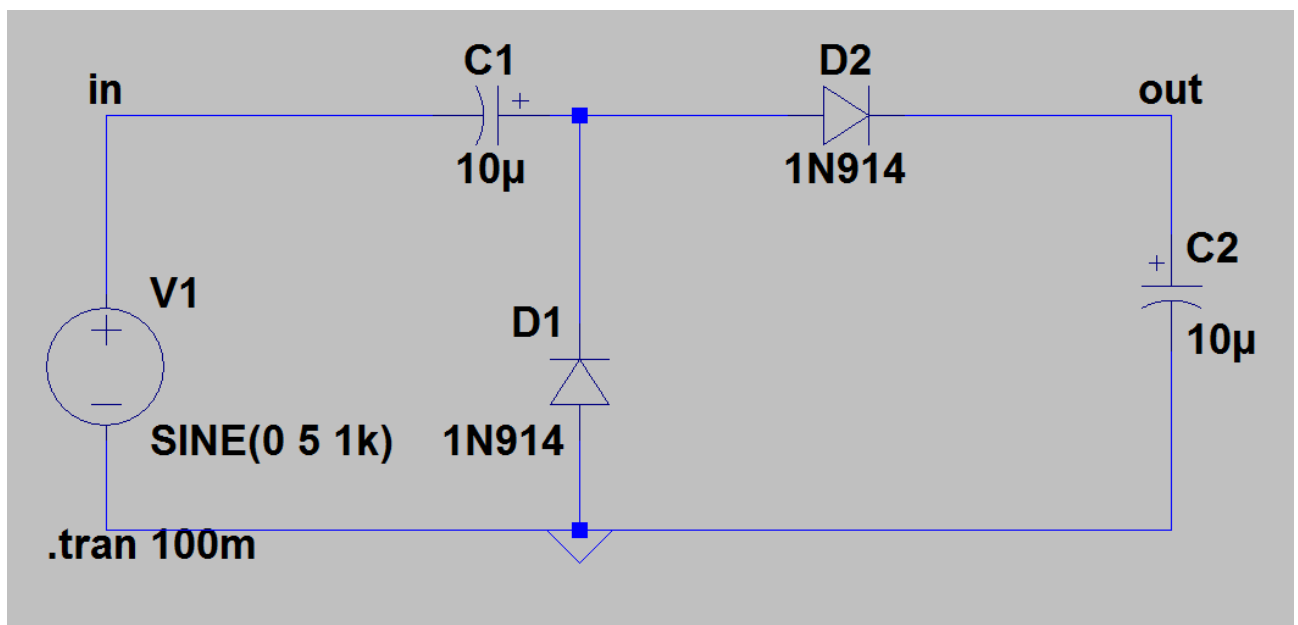 C1
D2
in
out
+
10µ
1N914
C2
+
V1
D1
10µ
SINE(0 5 1k)
1N914
.tran 100m